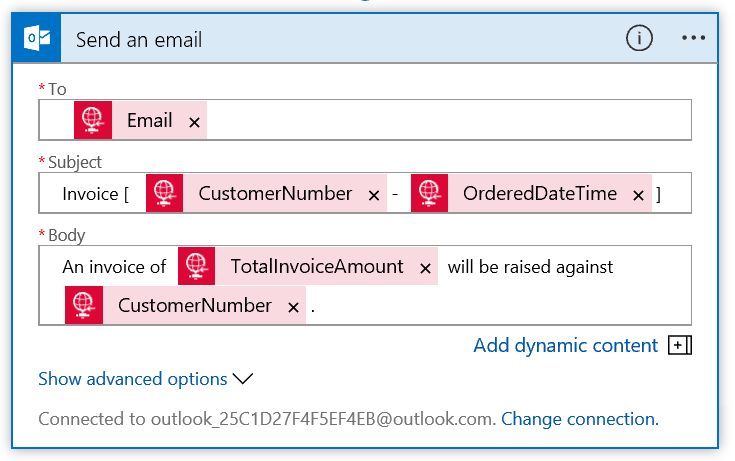 Send an email
* To
Email ×
* Subject
Invoice [ CustomerNumber × - OrderedDateTime × ]
* Body
An invoice of TotalInvoiceAmount × will be raised against
CustomerNumber × .
Add dynamic content
Show advanced options
Connected to outlook_25C1D27F4F5EF4EB@outlook.com. Change connection.